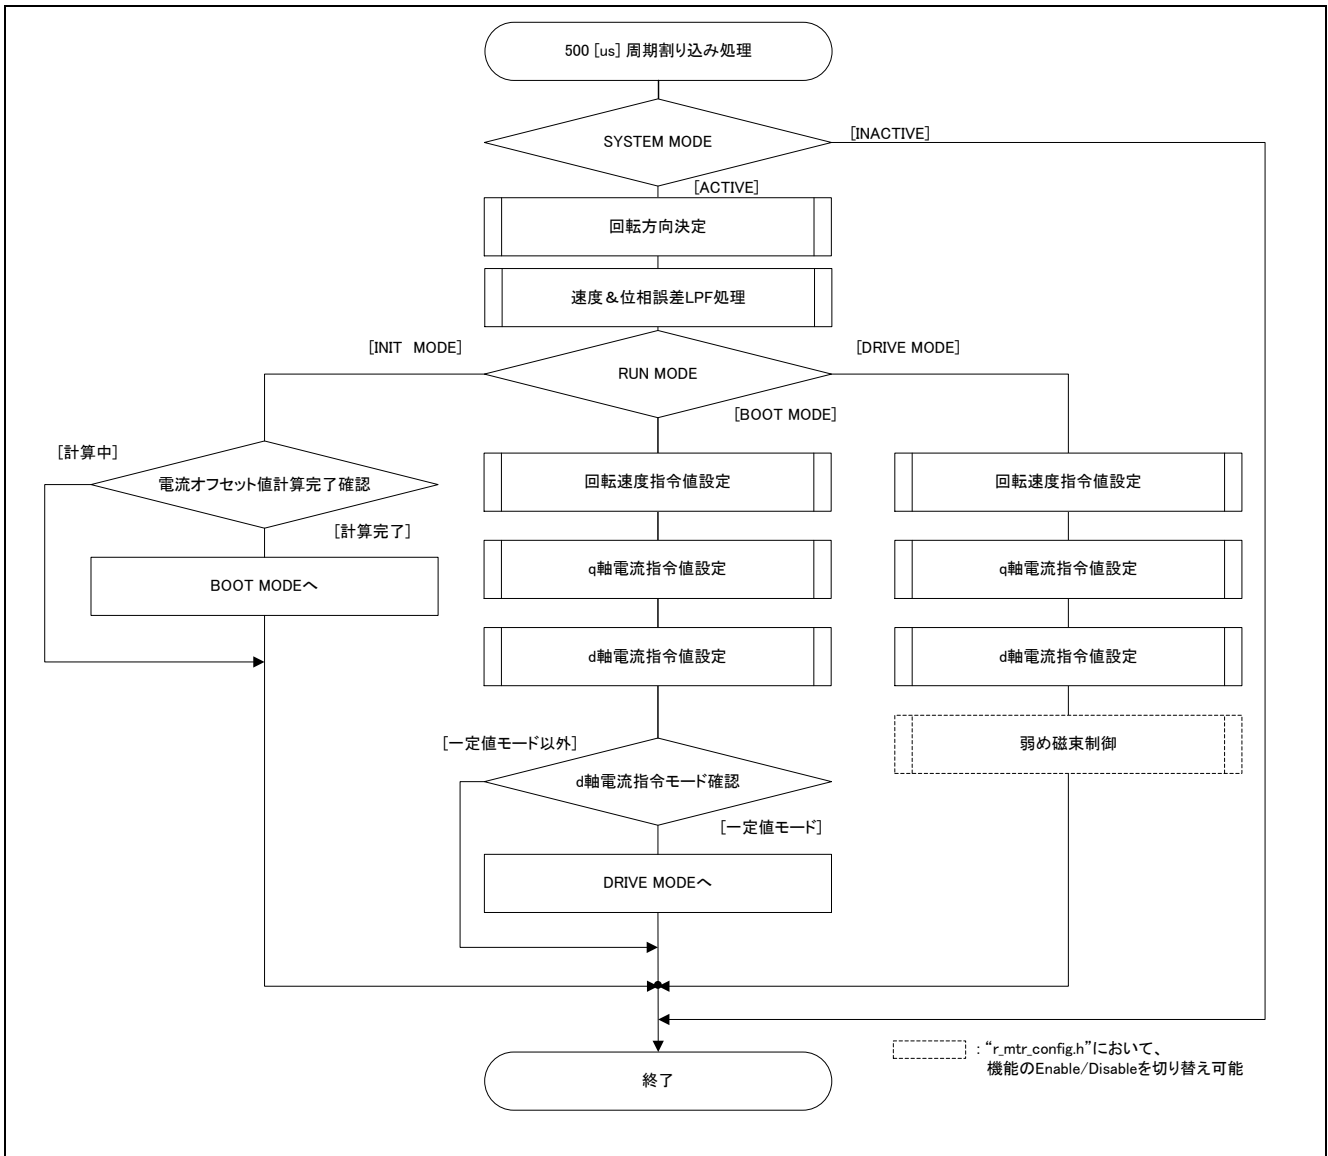 500 [us] 周期割り込み処理
SYSTEM MODE
[INACTIVE]
[ACTIVE]
回転方向決定
速度＆位相誤差LPF処理
[INIT　MODE]
RUN MODE
[DRIVE MODE]
[BOOT MODE]
[計算中]
電流オフセット値計算完了確認
[計算完了]
BOOT MODEへ
回転速度指令値設定
q軸電流指令値設定
d軸電流指令値設定
[一定値モード以外]
d軸電流指令モード確認
[一定値モード]
DRIVE MODEへ
回転速度指令値設定
q軸電流指令値設定
d軸電流指令値設定
弱め磁束制御
終了
: “r_mtr_config.h”において、
機能のEnable/Disableを切り替え可能